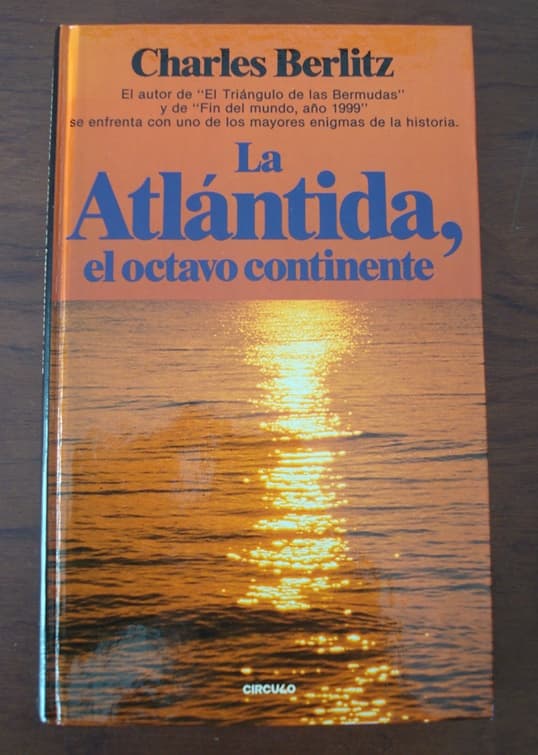 Charles Berlitz
El autor de "El Triángulo de las Bermudas"
y de "Fin del mundo, año 1999"
se enfrenta con uno de los mayores enigmas de la historia.
La
Atlántida,
el octavo continente
CIRCULO